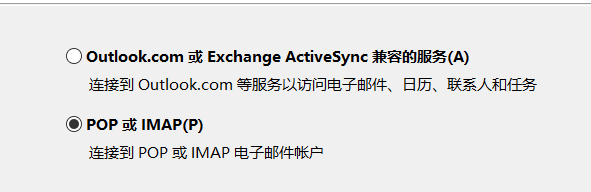 Outlook.com 或 Exchange ActiveSync 兼容的服务(A)
连接到 Outlook.com 等服务以访问电子邮件、日历、联系人和任务
POP 或 IMAP(P)
连接到 POP 或 IMAP 电子邮件帐户